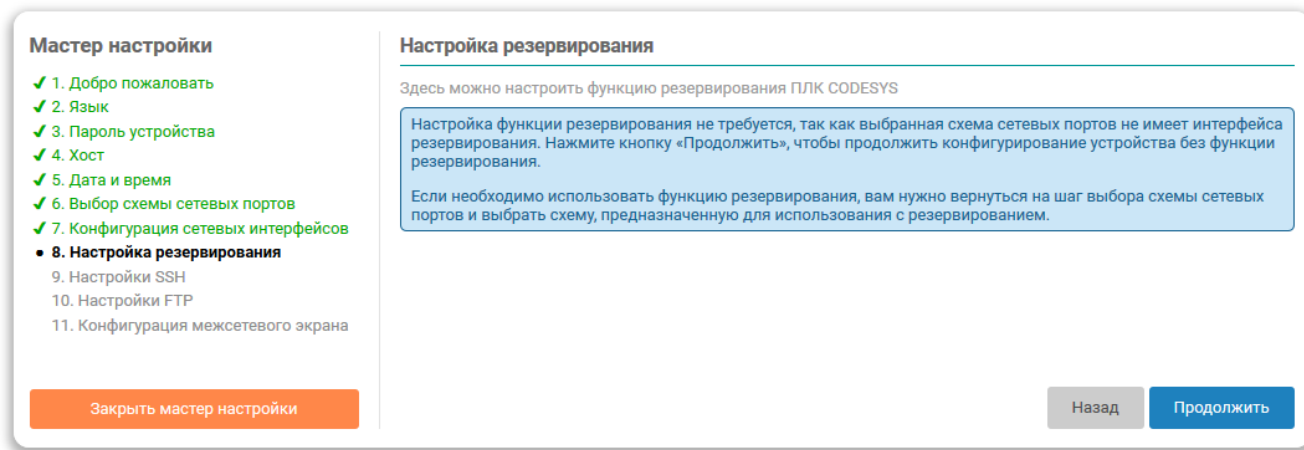 Мастер настройки
✓ 1. Добро пожаловать
✓ 2. Язык
✓ 3. Пароль устройства
✓ 4. Хост
✓ 5. Дата и время
✓ 6. Выбор схемы сетевых портов
✓ 7. Конфигурация сетевых интерфейсов
• 8. Настройка резервирования
9. Настройки SSH
10. Настройки FTP
11. Конфигурация межсетевого экрана
Закрыть мастер настройки
Настройка резервирования
Здесь можно настроить функцию резервирования ПЛК CODESYS
Настройка функции резервирования не требуется, так как выбранная схема сетевых портов не имеет интерфейса
резервирования. Нажмите кнопку «Продолжить», чтобы продолжить конфигурирование устройства без функции
резервирования.
Если необходимо использовать функцию резервирования, вам нужно вернуться на шаг выбора схемы сетевых
портов и выбрать схему, предназначенную для использования с резервированием.
Назад
Продолжить